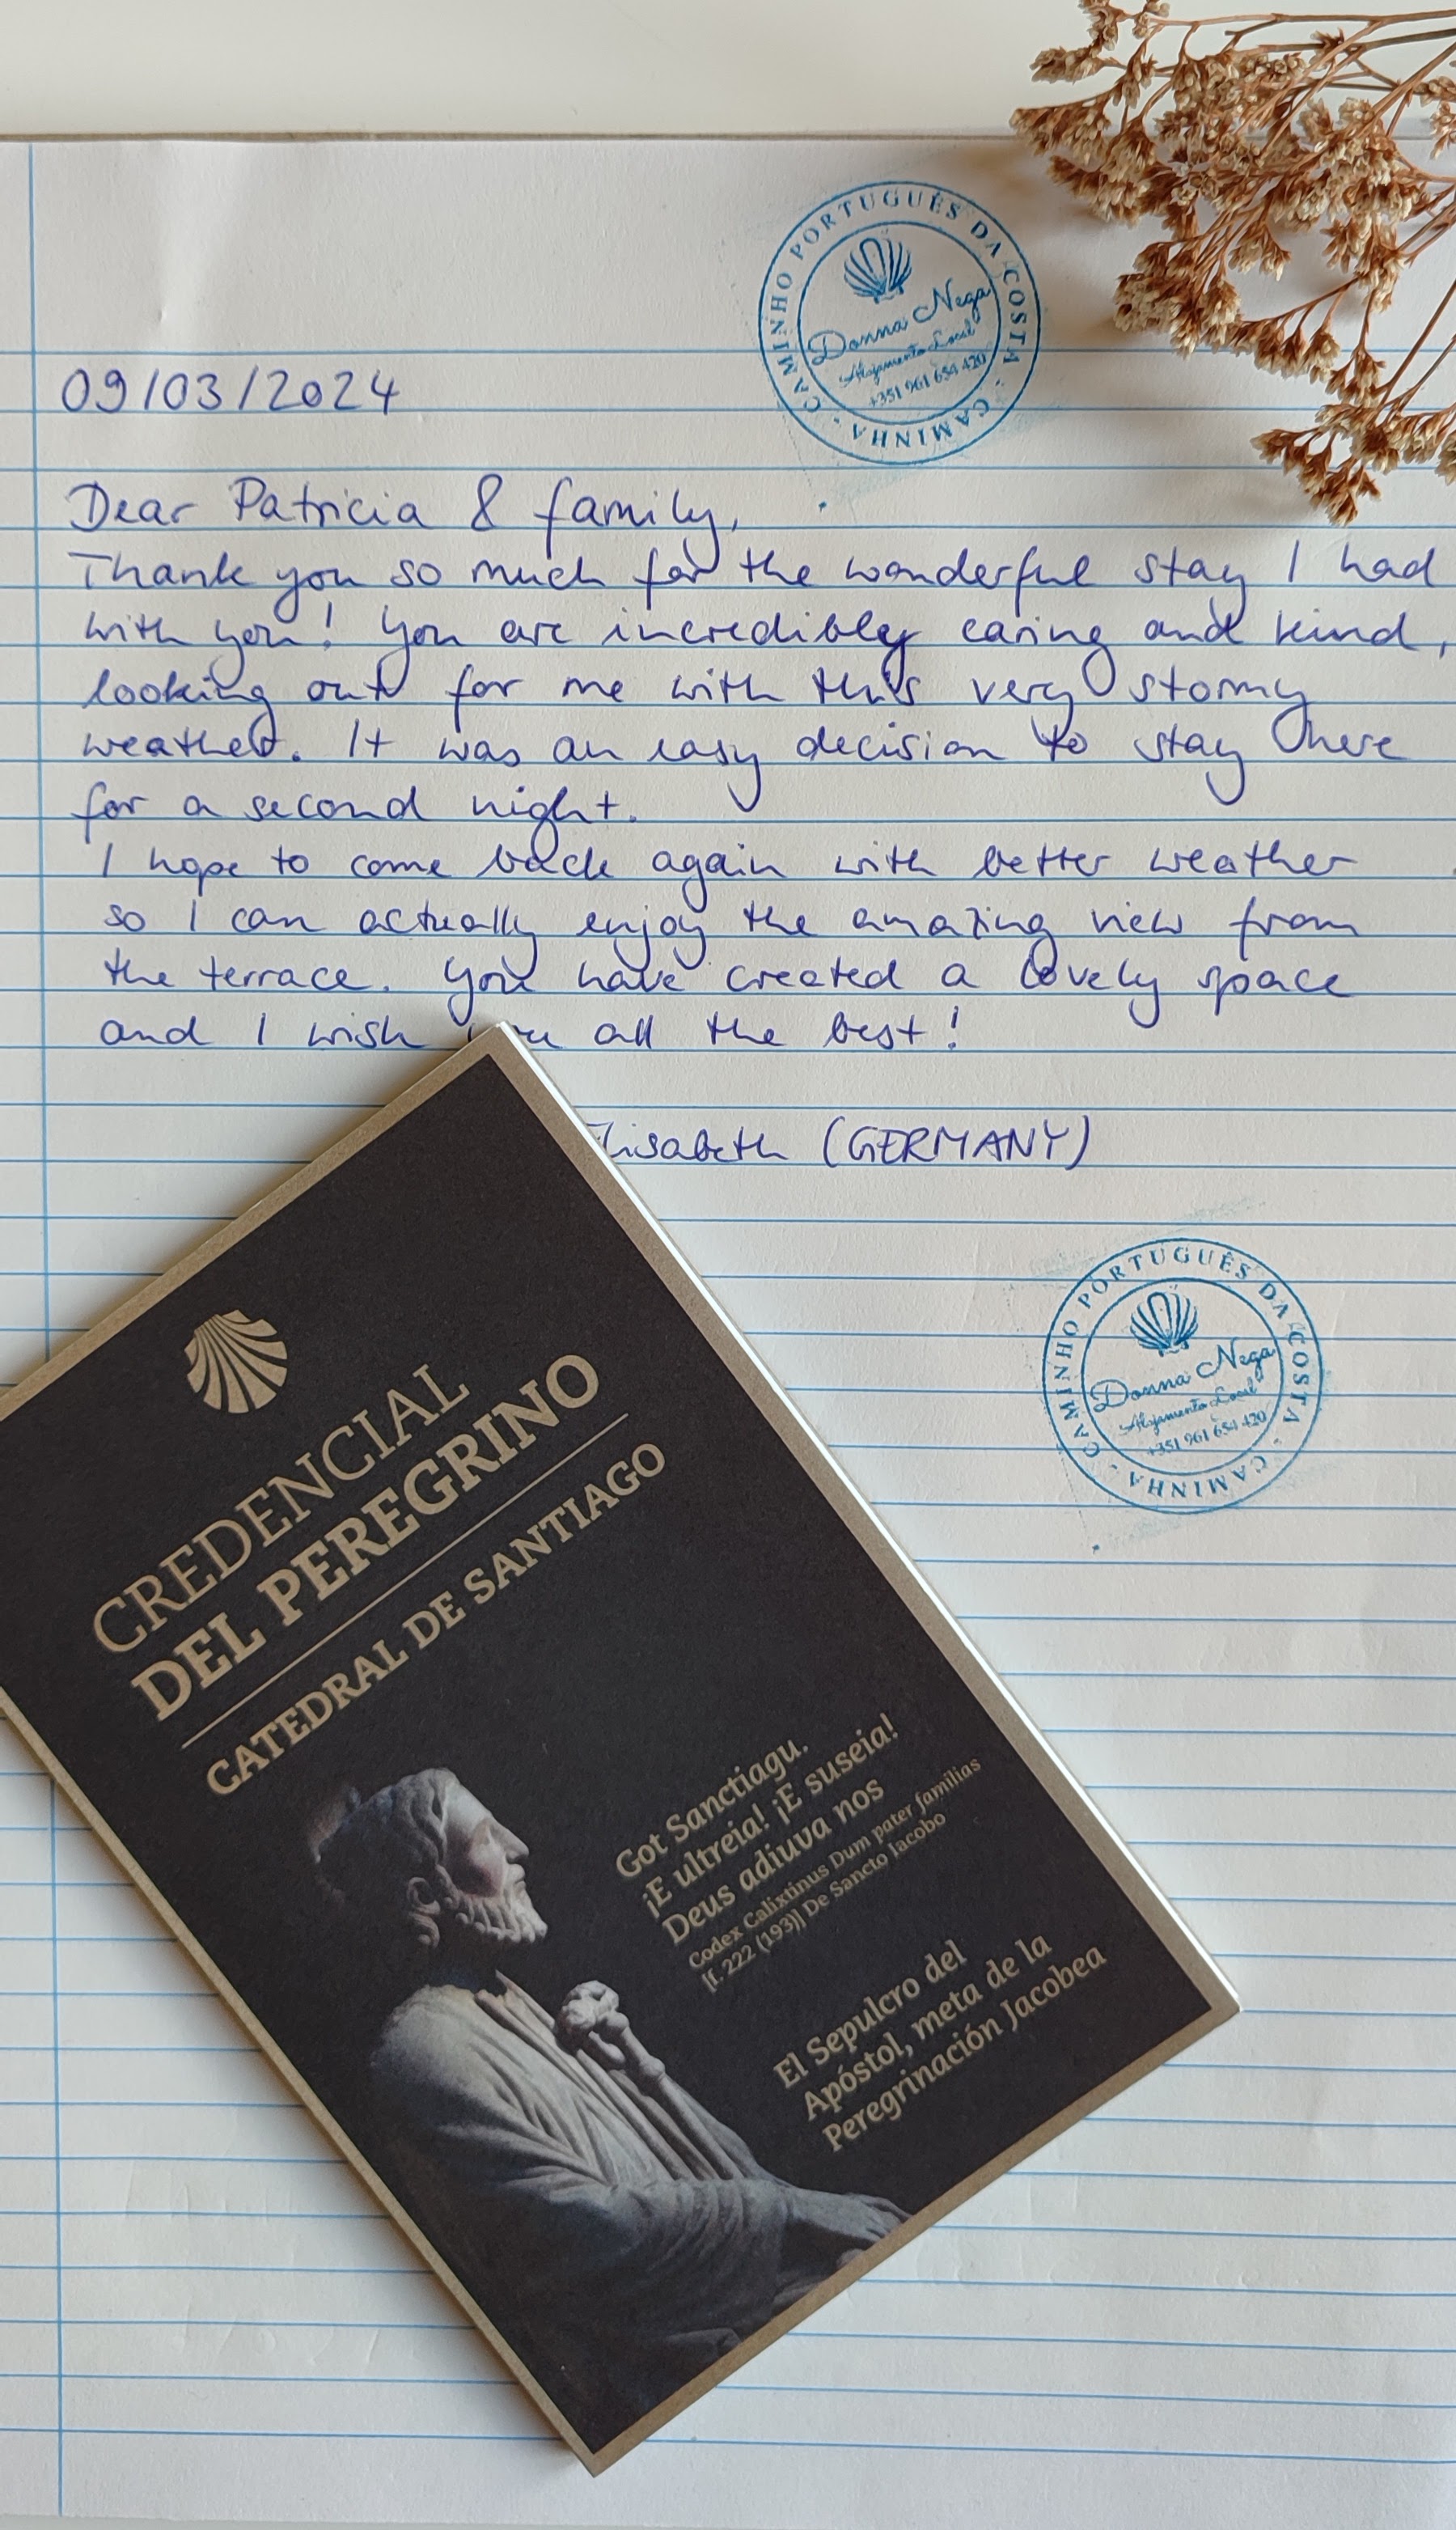 CAMINHO PORTUGUÊS DA COSTA · CAMINHA ·
Donna Nega
Alojamento Local
+351 961 654 420
09/03/2024
Dear Patricia & family,
Thank you so much for the wonderful stay I had
with you! You are incredibly caring and kind,
looking out for me with this very stormy
weather. It was an easy decision to stay here
for a second night.
I hope to come back again with better weather
so I can actually enjoy the amazing view from
the terrace. You have created a lovely space
and I wish you all the best!
Elisabeth (GERMANY)
CAMINHO PORTUGUÊS DA COSTA · CAMINHA ·
Donna Nega
Alojamento Local
+351 961 654 420
CREDENCIAL
DEL PEREGRINO
CATEDRAL DE SANTIAGO
Got Sanctiagu.
¡E ultreia! ¡E suseia!
Deus adiuva nos
Codex Calixtinus Dum pater familias
[f. 222 (193)] De Sancto Jacobo
El Sepulcro del
Apóstol, meta de la
Peregrinación Jacobea